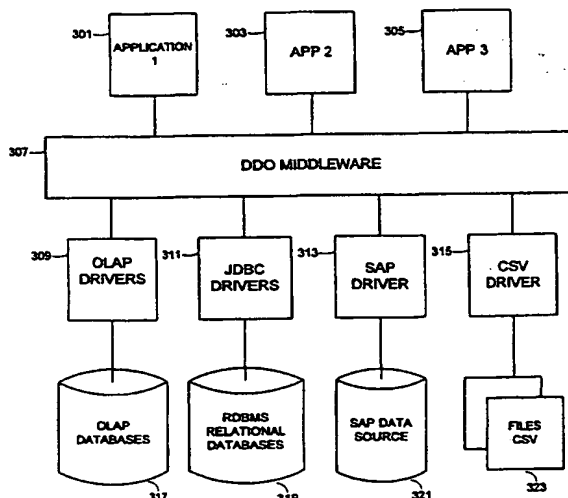 301
APPLICATION
1
303
APP 2
305
APP 3
307
DDO MIDDLEWARE
309
OLAP
DRIVERS
311
JDBC
DRIVERS
313
SAP
DRIVER
315
CSV
DRIVER
OLAP
DATABASES
317
RDBMS
RELATIONAL
DATABASES
319
SAP DATA
SOURCE
321
FILES
CSV
323